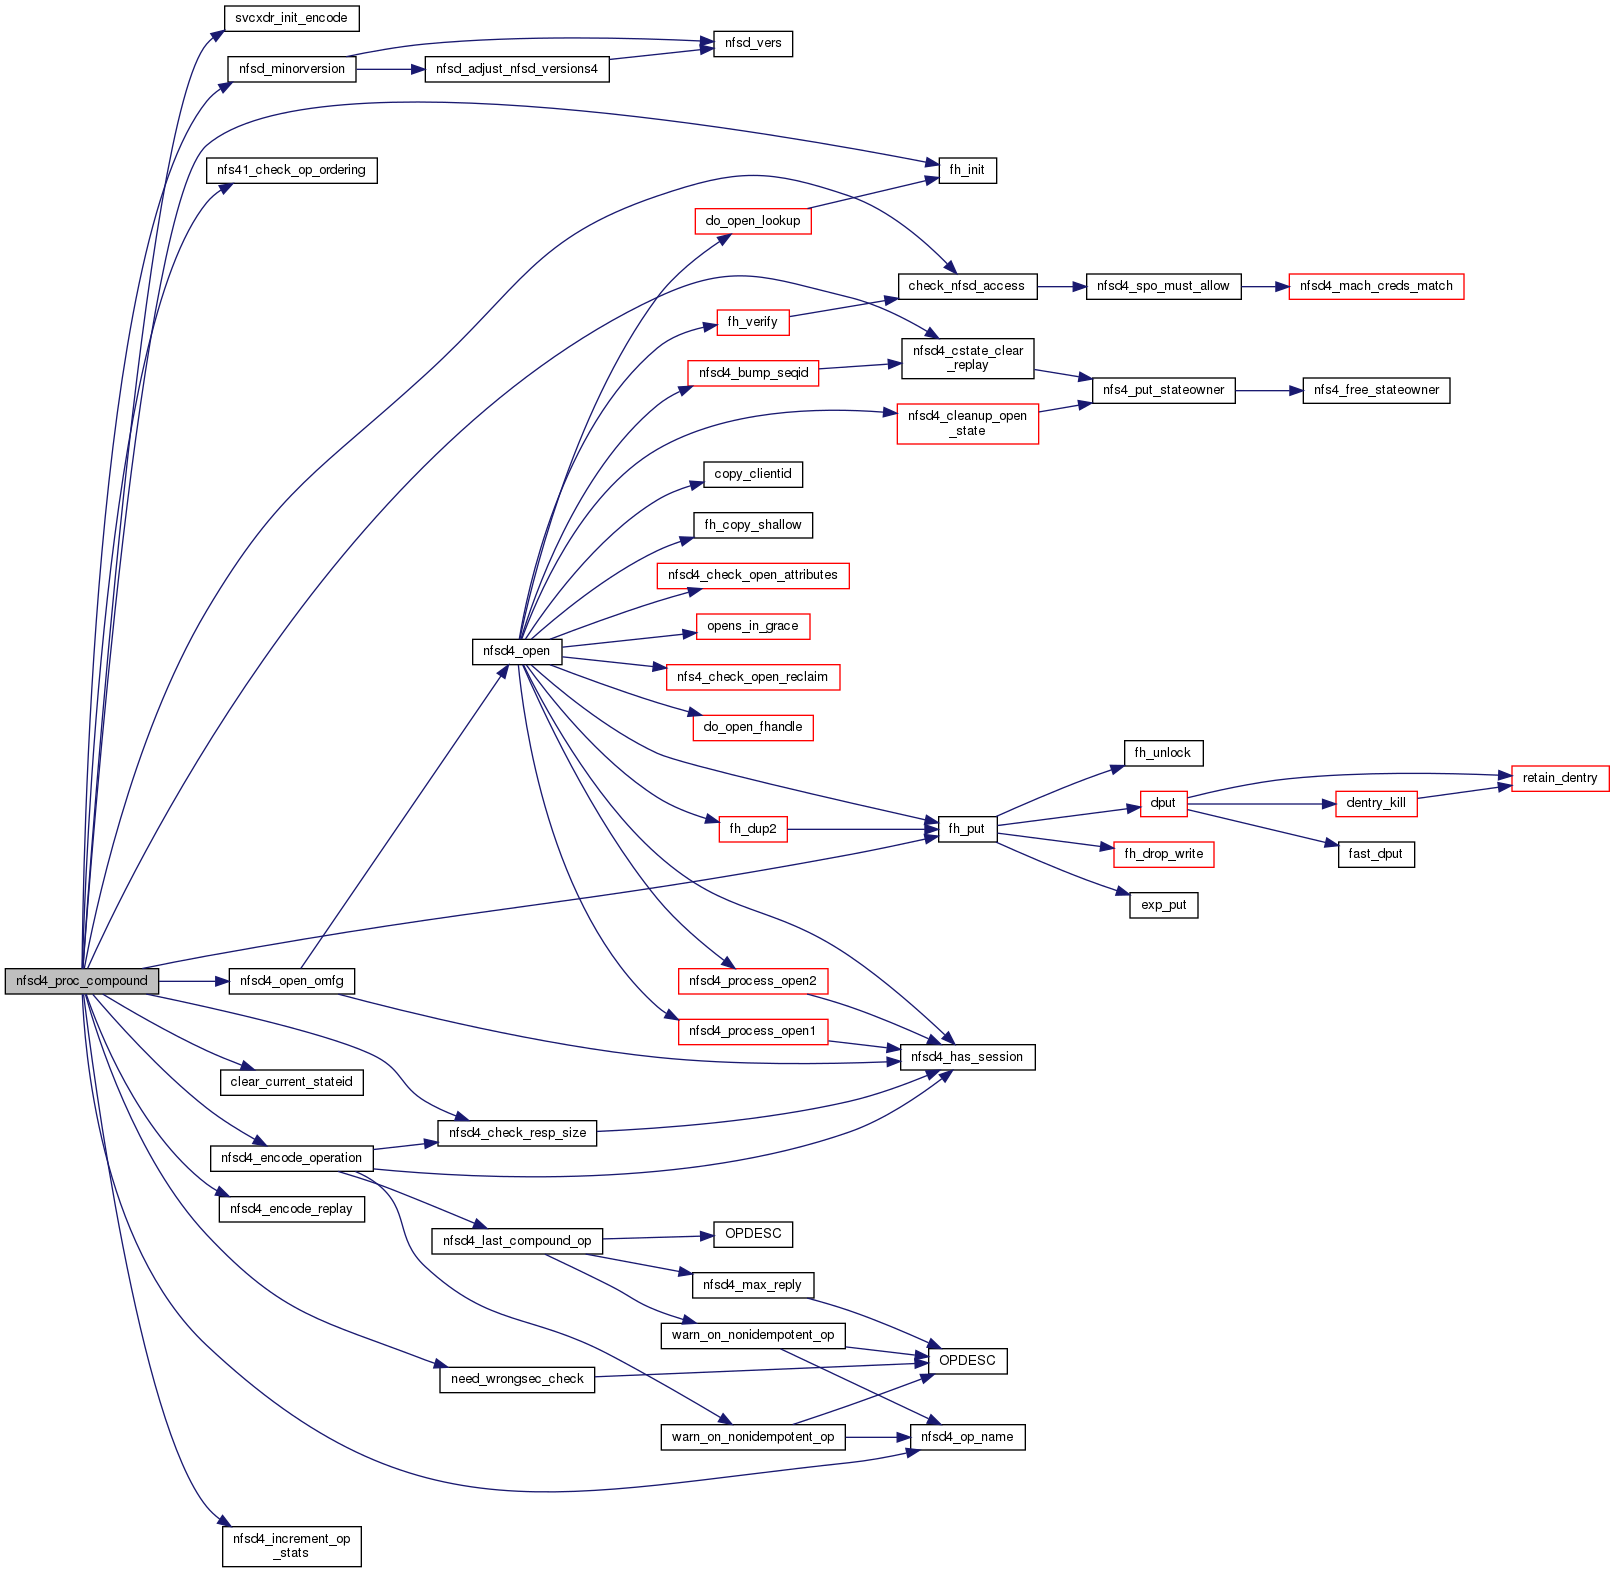 svcxdr_init_encode
nfsd_vers
nfsd_minorversion
nfsd_adjust_nfsd_versions4
nfs41_check_op_ordering
fh_init
do_open_lookup
check_nfsd_access
nfsd4_spo_must_allow
nfsd4_mach_creds_match
fh_verify
nfsd4_cstate_clear
_replay
nfsd4_bump_seqid
nfs4_put_stateowner
nfs4_free_stateowner
nfsd4_cleanup_open
_state
copy_clientid
fh_copy_shallow
nfsd4_check_open_attributes
opens_in_grace
nfsd4_open
nfs4_check_open_reclaim
do_open_fhandle
fh_unlock
retain_dentry
dput
dentry_kill
fh_dup2
fh_put
fh_drop_write
fast_dput
exp_put
nfsd4_proc_compound
nfsd4_open_omfg
nfsd4_process_open2
nfsd4_process_open1
nfsd4_has_session
clear_current_stateid
nfsd4_check_resp_size
nfsd4_encode_operation
nfsd4_encode_replay
OPDESC
nfsd4_last_compound_op
nfsd4_max_reply
warn_on_nonidempotent_op
OPDESC
need_wrongsec_check
warn_on_nonidempotent_op
nfsd4_op_name
nfsd4_increment_op
_stats